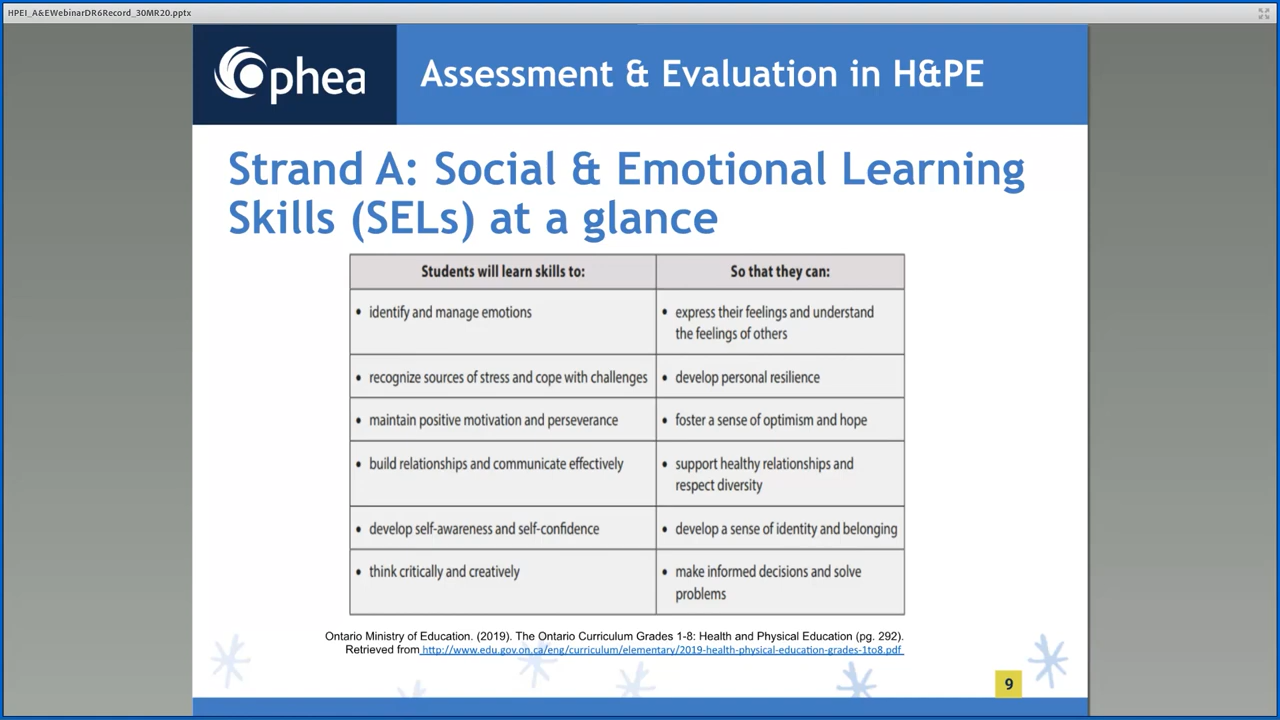 HPEI_A&EWebinarDR6Record_30MR20.pptx
phea
Assessment & Evaluation in H&PE
Strand A: Social & Emotional Learning
Skills (SELs) at a glance
Students will learn skills to:
So that they can:
• identify and manage emotions
• express their feelings and understand
the feelings of others
• recognize sources of stress and cope with challenges
• develop personal resilience
• maintain positive motivation and perseverance
• foster a sense of optimism and hope
• build relationships and communicate effectively
• support healthy relationships and
respect diversity
• develop self-awareness and self-confidence
• develop a sense of identity and belonging
• think critically and creatively
• make informed decisions and solve
problems
Ontario Ministry of Education. (2019). The Ontario Curriculum Grades 1-8: Health and Physical Education (pg. 292).
Retrieved from http://www.edu.gov.on.ca/eng/curriculum/elementary/2019-health-physical-education-grades-1to8.pdf
9